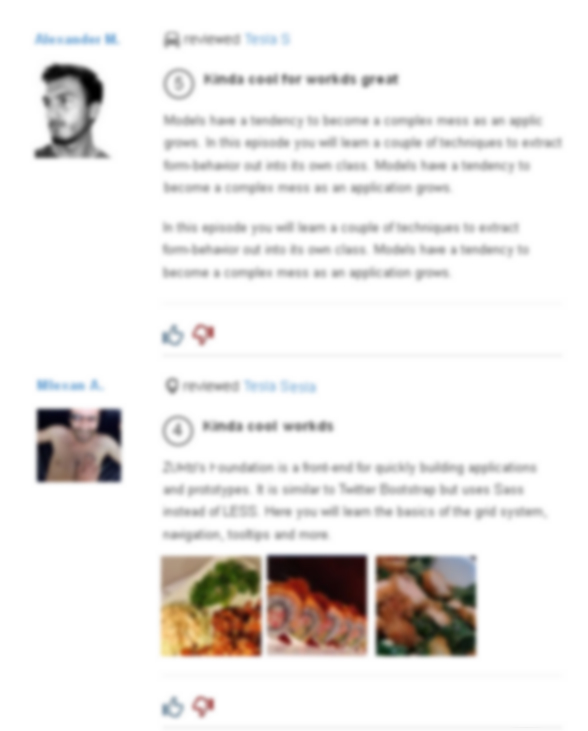 Alexander M.
reviewed Tesla S
5 Kinda cool for workds great
Models have a tendency to become a complex mess as an applic
grows. In this episode you will learn a couple of techniques to extract
form-behavior out into its own class. Models have a tendency to
become a complex mess as an application grows.
In this episode you will learn a couple of techniques to extract
form-behavior out into its own class. Models have a tendency to
become a complex mess as an application grows.
A.
reviewed Tesla
4 Kinda cool workds
is a front-end for quickly building applications
and prototypes. It is similar to Twitter Bootstrap but uses Sass
instead of LESS. Here you will learn the basics of the grid system,
navigation, tooltips and more.